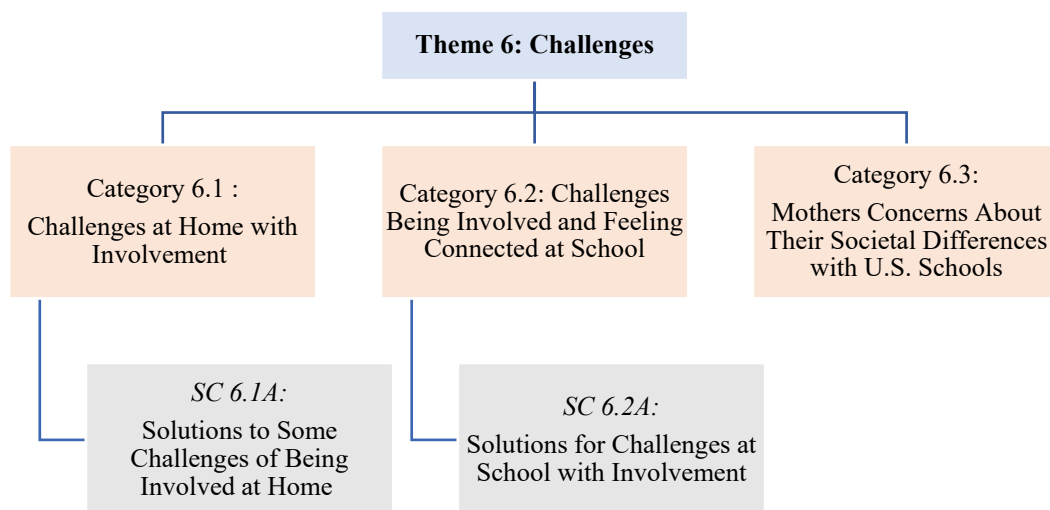 Theme 6: Challenges
Category 6.1 :
Challenges at Home with
Involvement
Category 6.2: Challenges
Being Involved and Feeling
Connected at School
Category 6.3:
Mothers Concerns About
Their Societal Differences
with U.S. Schools
SC 6.1A:
Solutions to Some
Challenges of Being
Involved at Home
SC 6.2A:
Solutions for Challenges at
School with Involvement